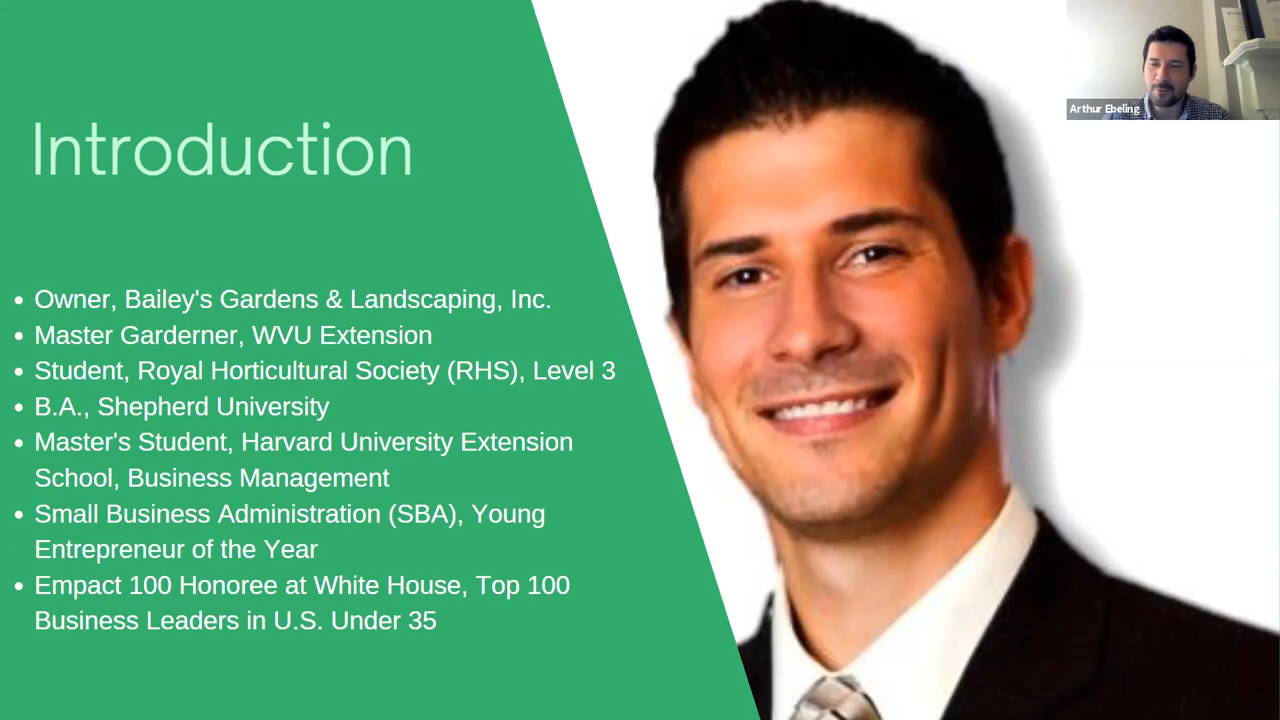 Arthur Ebeling
Introduction
• Owner, Bailey's Gardens & Landscaping, Inc.
• Master Garderner, WVU Extension
• Student, Royal Horticultural Society (RHS), Level 3
• B.A., Shepherd University
• Master's Student, Harvard University Extension
School, Business Management
• Small Business Administration (SBA), Young
Entrepreneur of the Year
• Empact 100 Honoree at White House, Top 100
Business Leaders in U.S. Under 35